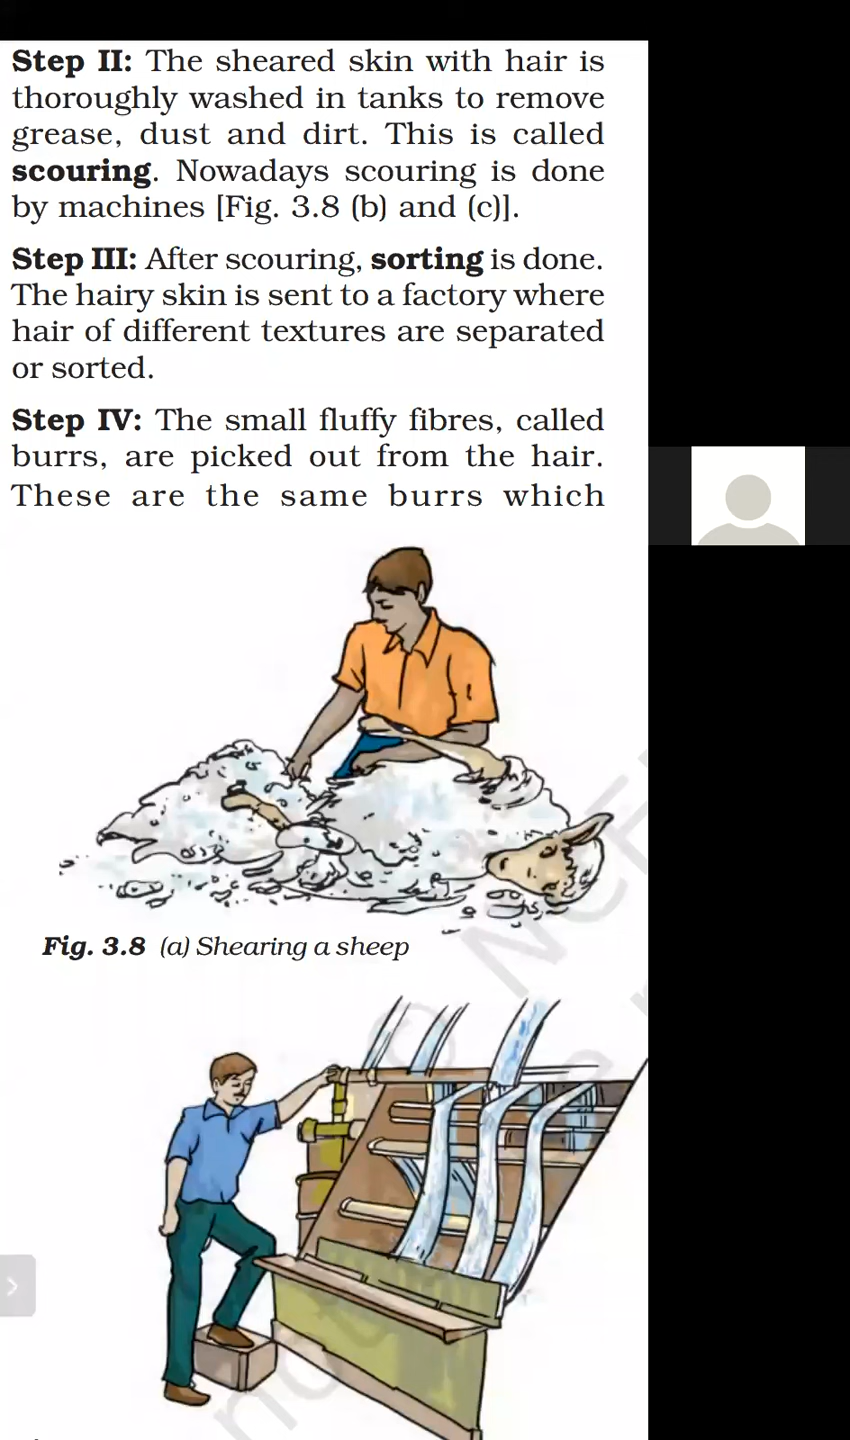 Step II: The sheared skin with hair is
thoroughly washed in tanks to remove
grease, dust and dirt. This is called
scouring. Nowadays scouring is done
by machines [Fig. 3.8 (b) and (c)].
Step III: After scouring, sorting is done.
The hairy skin is sent to a factory where
hair of different textures are separated
or sorted.
Step IV: The small fluffy fibres, called
burrs, are picked out from the hair.
These are the same burrs which
Fig. 3.8 (a) Shearing a sheep